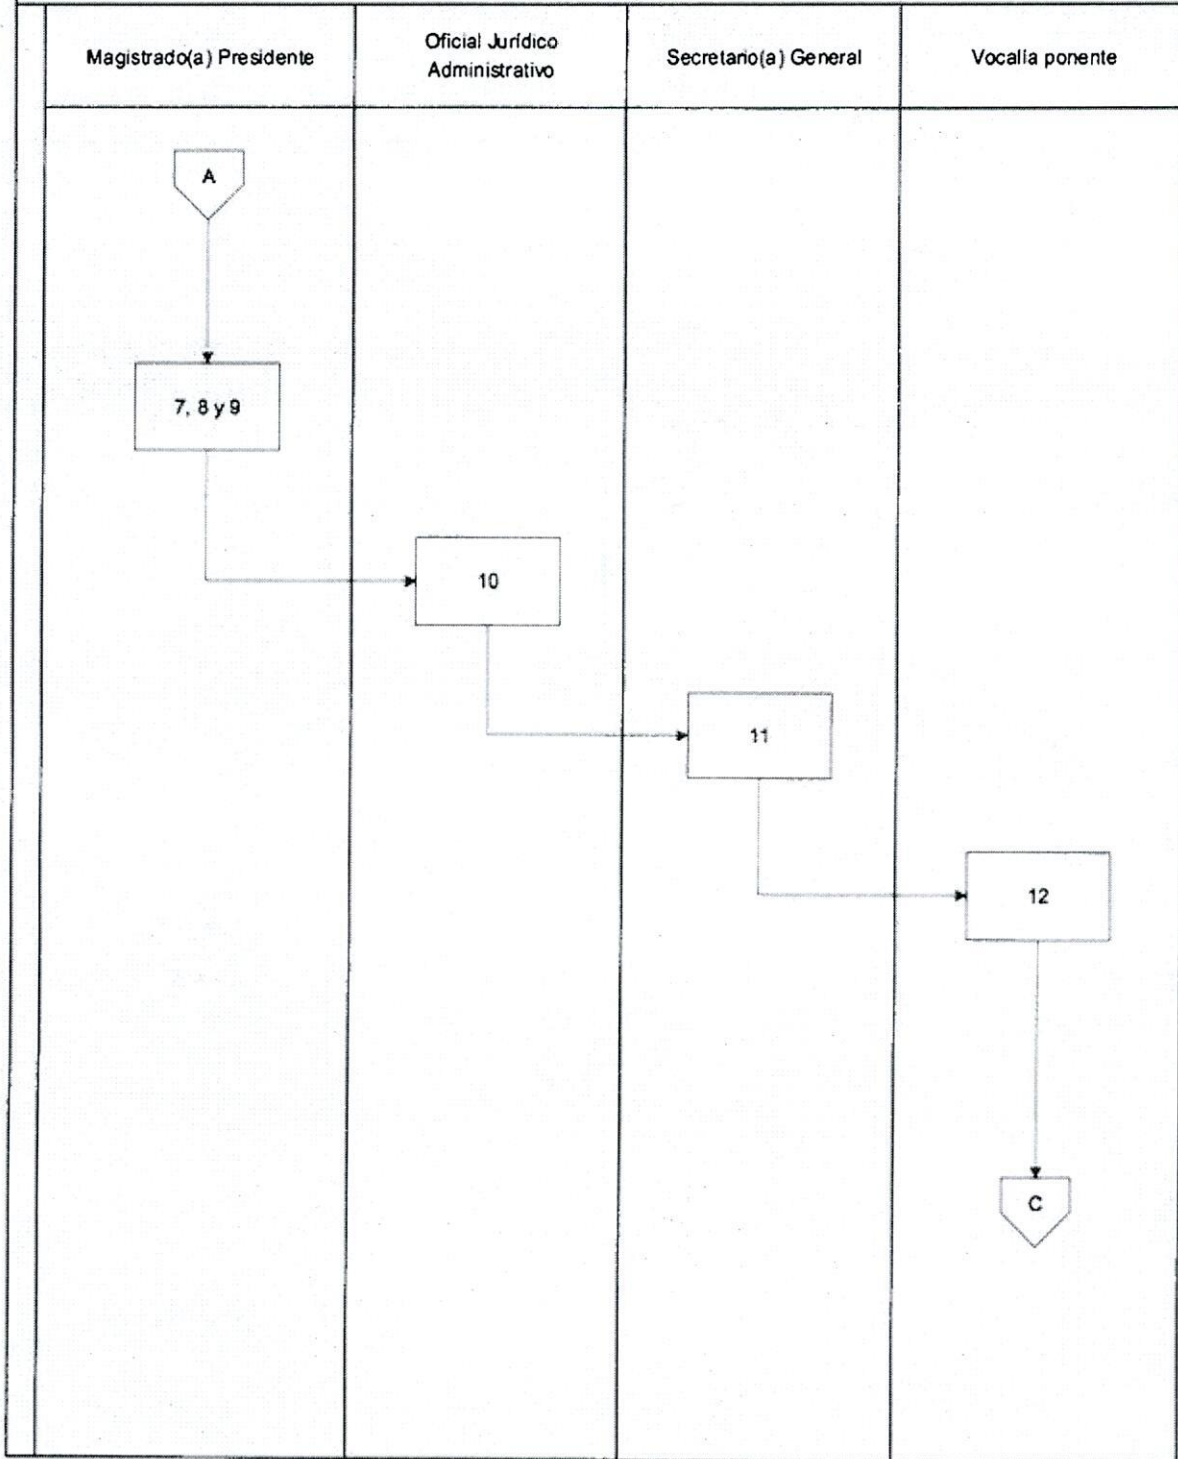 Magistrado(a) Presidente
Oficial Jurídico
Administrativo
Secretario(a) General
Vocalía ponente
A
7, 8 y 9
10
11
12
C